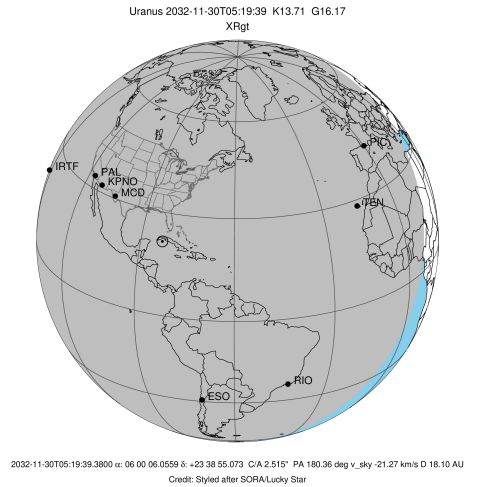 Uranus 2032-11-30T05:19:39 K13.71 G16.17
XRgt
IRTF
PAL
KPNO
MCD
PIC
TEN
RIO
ESO
2032-11-30T05:19:39.3800 α: 06 00 06.0559 δ: +23 38 55.073 C/A 2.515" PA 180.36 deg v_sky -21.27 km/s D 18.10 AU
Credit: Styled after SORA/Lucky Star